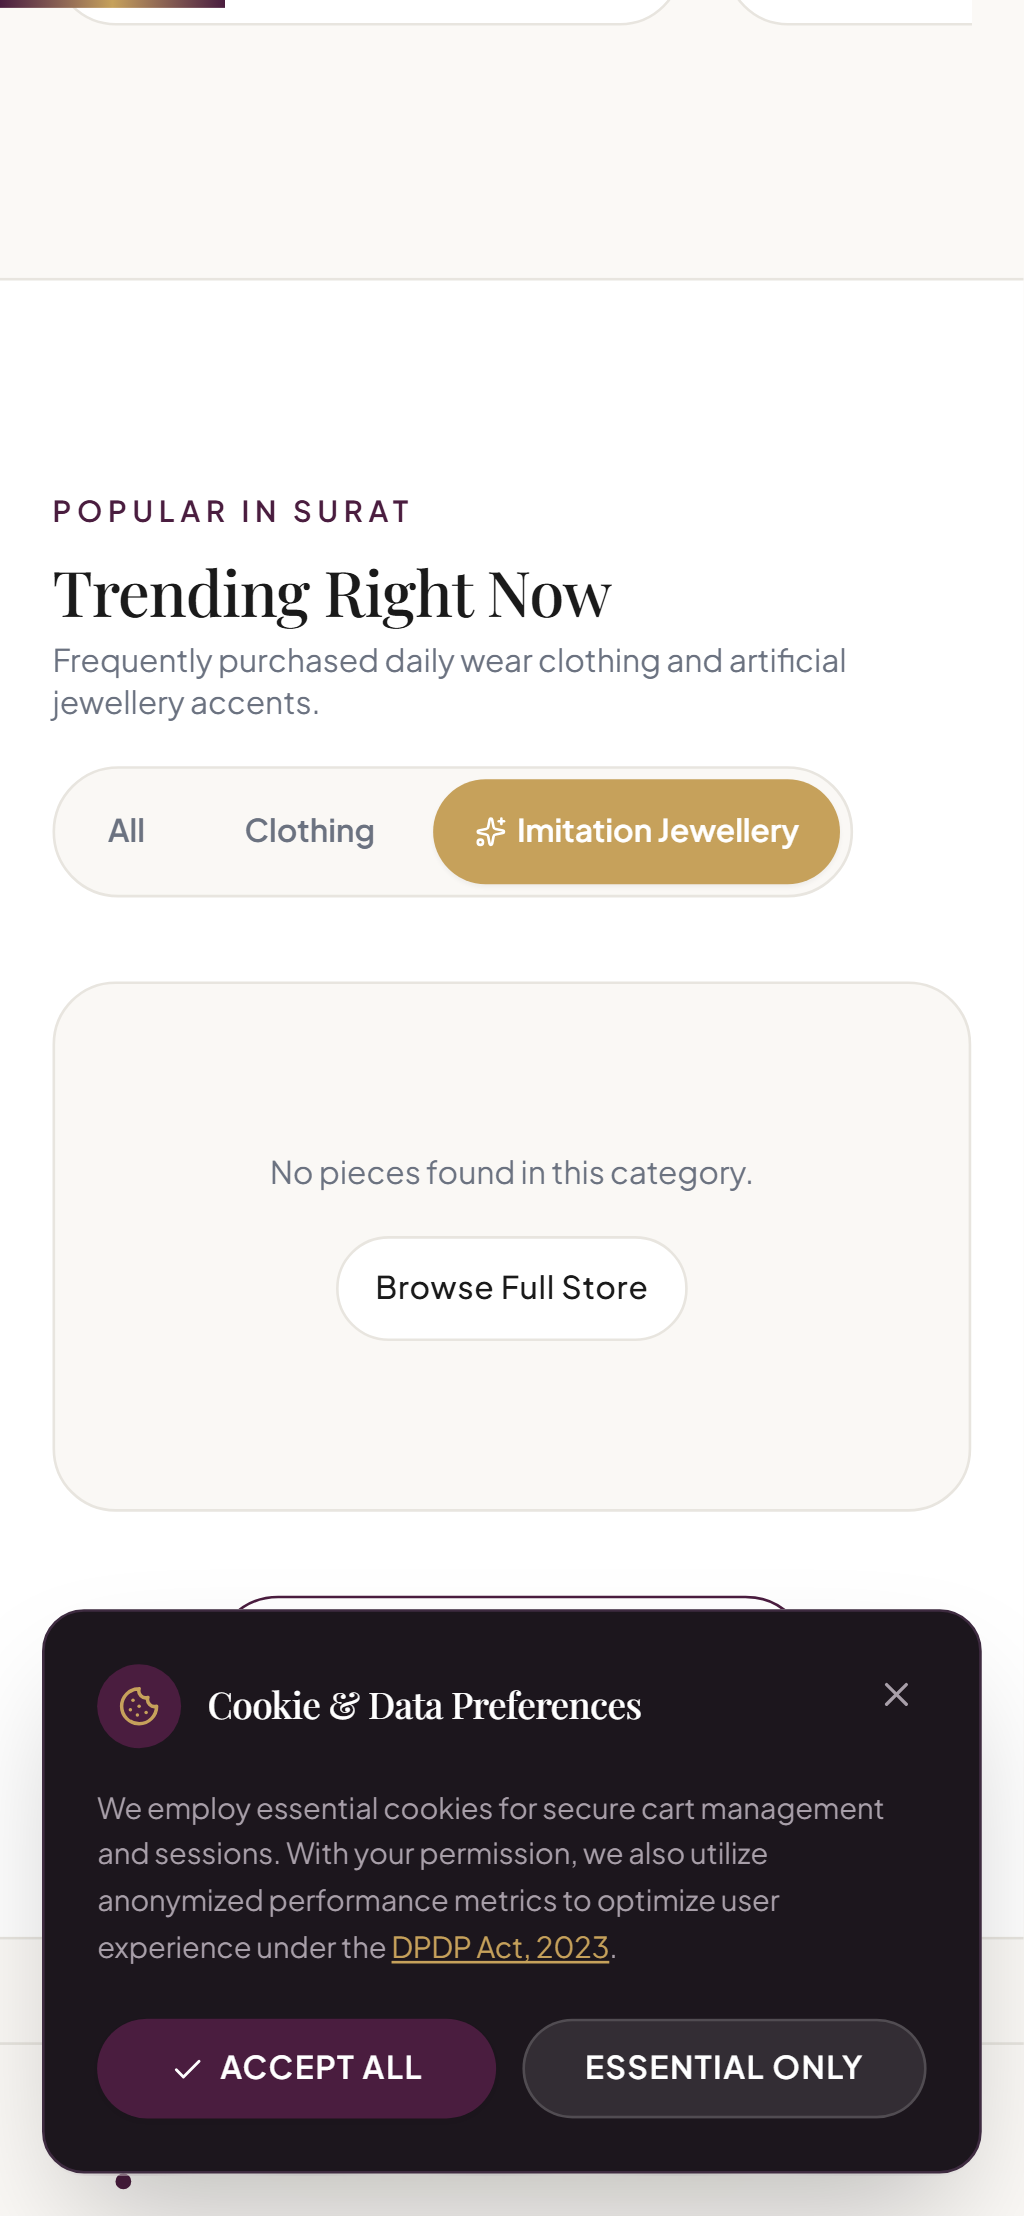 POPULAR IN SURAT
Trending Right Now
Frequently purchased daily wear clothing and artificial
jewellery accents.
All Clothing Imitation Jewellery
No pieces found in this category.
Browse Full Store
Cookie & Data Preferences
We employ essential cookies for secure cart management
and sessions. With your permission, we also utilize
anonymized performance metrics to optimize user
experience under the DPDP Act, 2023.
ACCEPT ALL ESSENTIAL ONLY